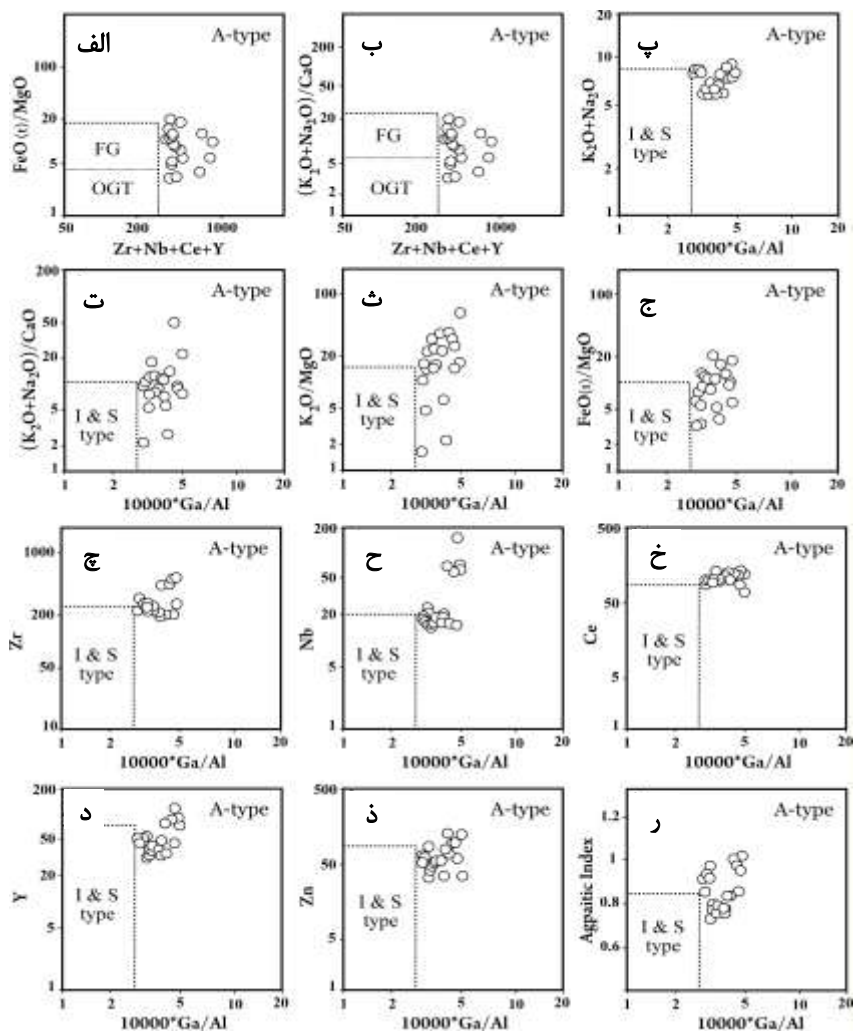 الف
A-type
FeO (t)/MgO
100
20
5
1
FG
OGT
50
200
1000
Zr+Nb+Ce+Y
ب
A-type
(K2O+Na2O)/CaO
200
50
20
5
2
1
FG
OGT
50
200
1000
Zr+Nb+Ce+Y
پ
A-type
K2O+Na2O
20
10
5
2
1
I & S
type
1
2
5
10
20
10000*Ga/Al
ت
A-type
(K2O+Na2O)/CaO
200
50
20
5
2
1
I & S
type
1
2
5
10
20
10000*Ga/Al
ث
A-type
K2O/MgO
100
20
5
2
1
I & S
type
1
2
5
10
20
10000*Ga/Al
ج
A-type
FeO(t)/MgO
100
20
5
1
I & S
type
1
2
5
10
20
10000*Ga/Al
چ
A-type
Zr
1000
200
50
10
I & S
type
1
2
5
10
20
10000*Ga/Al
ح
A-type
Nb
200
50
20
5
1
I & S
type
1
2
5
10
20
10000*Ga/Al
خ
A-type
Ce
500
50
5
1
I & S
type
1
2
5
10
20
10000*Ga/Al
د
A-type
Y
200
50
5
1
I & S
type
1
2
5
10
20
10000*Ga/Al
ذ
A-type
Zn
500
50
5
1
I & S
type
1
2
5
10
20
10000*Ga/Al
ر
A-type
Agpaitic Index
1.2
1
0.8
0.6
I & S
type
1
2
5
10
20
10000*Ga/Al